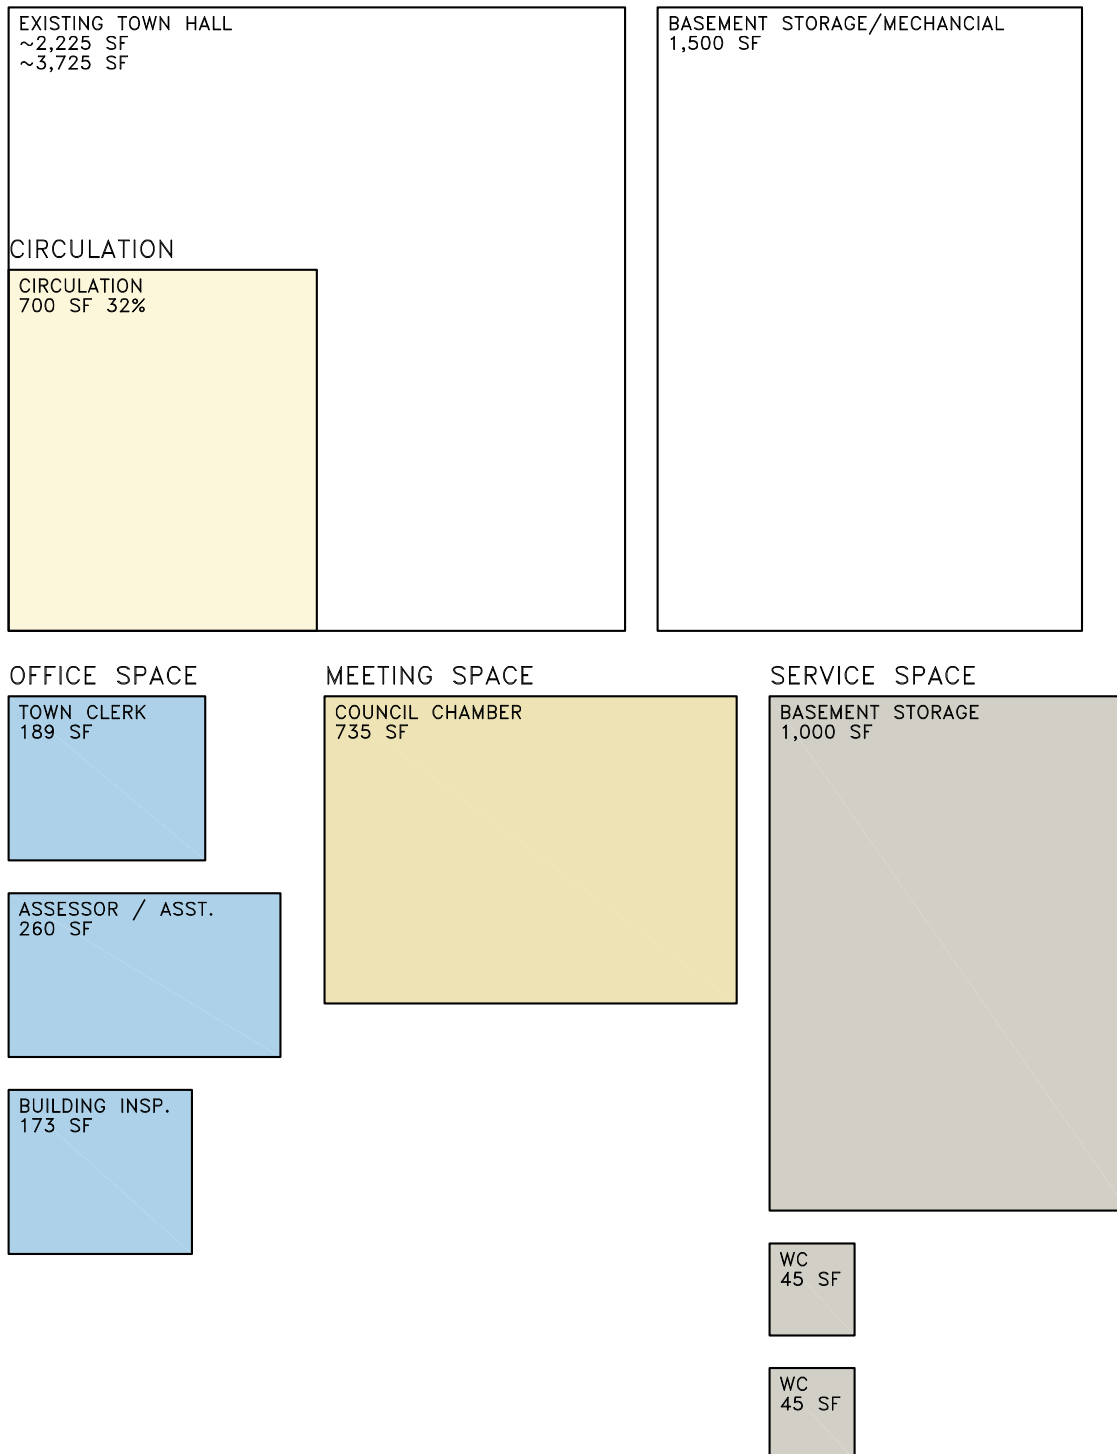 EXISTING TOWN HALL
~2,225 SF
~3,725 SF
BASEMENT STORAGE/MECHANCIAL
1,500 SF
CIRCULATION
CIRCULATION
700 SF 32%
OFFICE SPACE
TOWN CLERK
189 SF
ASSESSOR / ASST.
260 SF
BUILDING INSP.
173 SF
MEETING SPACE
COUNCIL CHAMBER
735 SF
SERVICE SPACE
BASEMENT STORAGE
1,000 SF
WC
45 SF
WC
45 SF